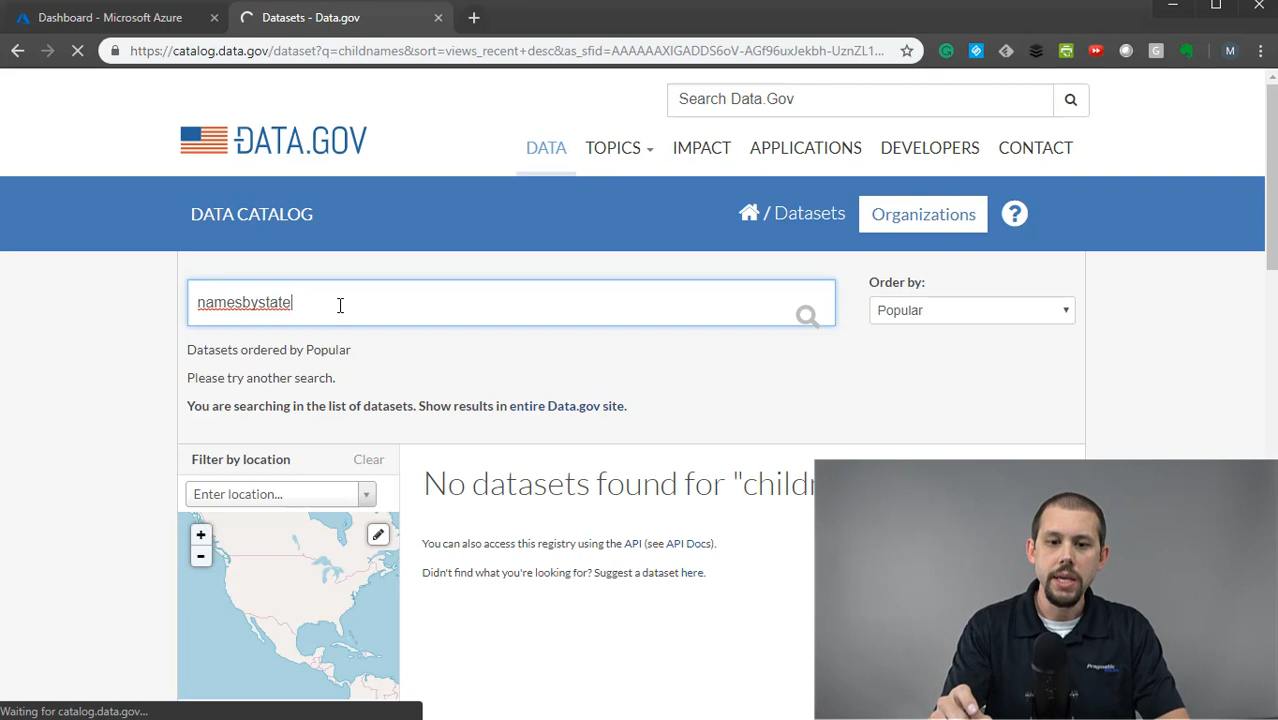 Dashboard - Microsoft Azure
Datasets - Data.gov
https://catalog.data.gov/dataset?q=childnames&sort=views_recent+desc&as_sfid=AAAAAAXIGADDS6oV-AGf96uxJekbh-UznZL1...
M
Search Data.Gov
DATA.GOV
DATA TOPICS IMPACT APPLICATIONS DEVELOPERS CONTACT
DATA CATALOG
/ Datasets
Organizations
?
namesbystate
Order by:
Popular
Datasets ordered by Popular
Please try another search.
You are searching in the list of datasets. Show results in entire Data.gov site.
Filter by location
Clear
Enter location...
+
-
No datasets found for "child
You can also access this registry using the API (see API Docs).
Didn't find what you're looking for? Suggest a dataset here.
Pragmatic
Waiting for catalog.data.gov...